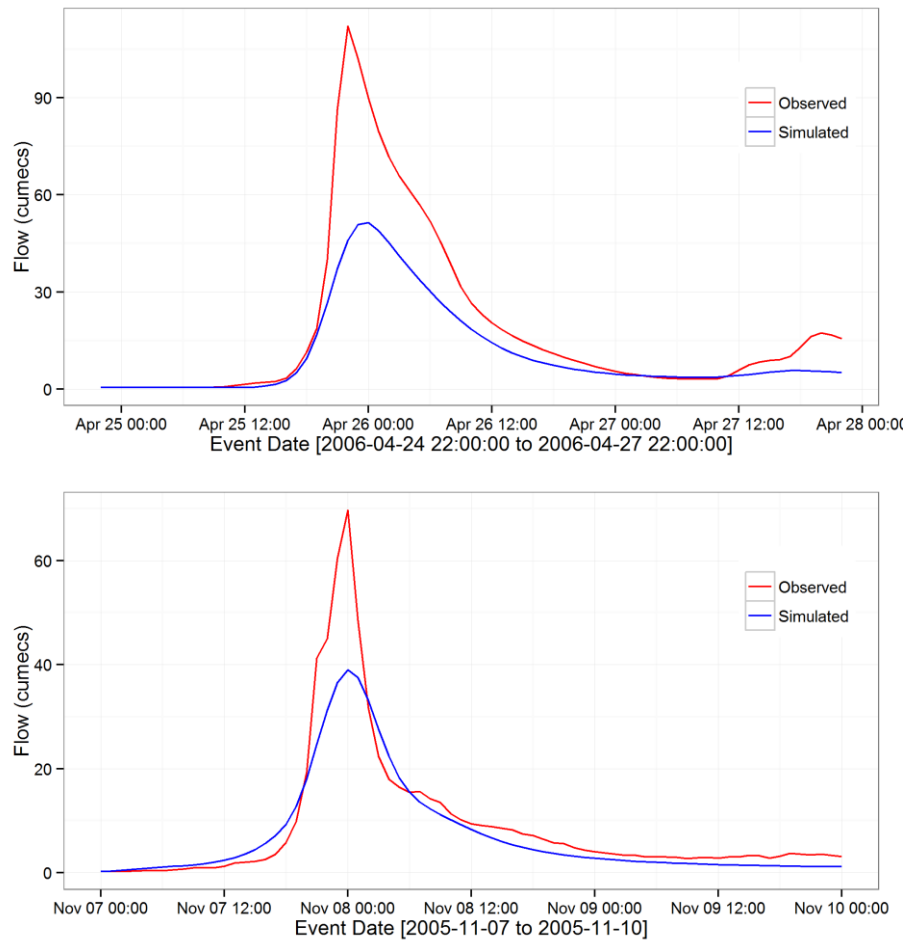 90
60
30
0
Flow (cumecs)
Observed
Simulated
Apr 25 00:00 Apr 25 12:00 Apr 26 00:00 Apr 26 12:00 Apr 27 00:00 Apr 27 12:00 Apr 28 00:00
Event Date [2006-04-24 22:00:00 to 2006-04-27 22:00:00]
60
40
20
0
Flow (cumecs)
Observed
Simulated
Nov 07 00:00 Nov 07 12:00 Nov 08 00:00 Nov 08 12:00 Nov 09 00:00 Nov 09 12:00 Nov 10 00:00
Event Date [2005-11-07 to 2005-11-10]